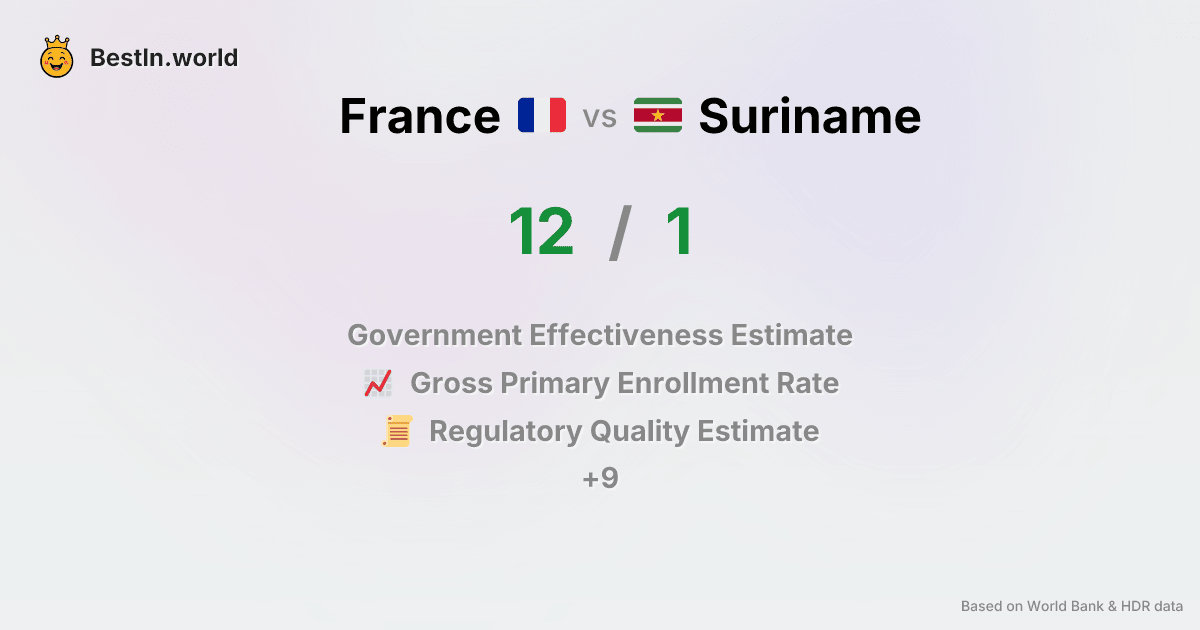 BestIn.world
France vs Suriname
12 / 1
Government Effectiveness Estimate
Gross Primary Enrollment Rate
Regulatory Quality Estimate
+9
Based on World Bank & HDR data